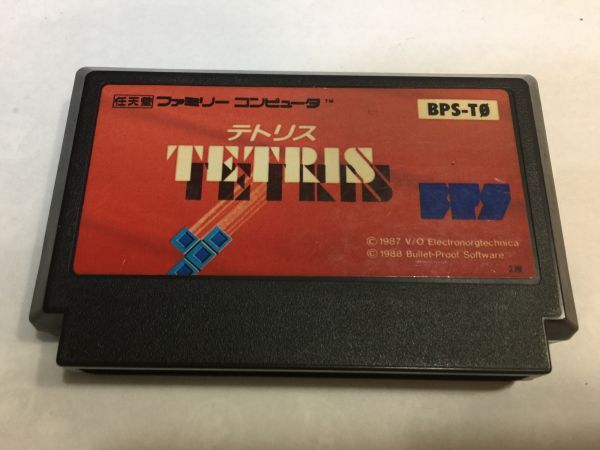 任天堂 ファミリー コンピュータ™
BPS-TØ
テトリス
TETRIS
BPS
© 1987 V/O Electronorgtechnica
© 1988 Bullet-Proof Software